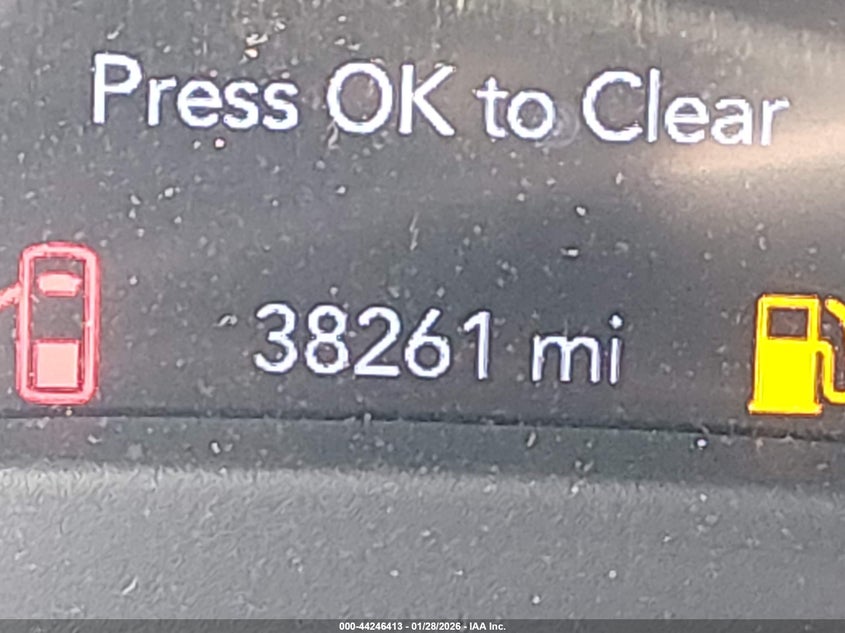 Press OK to Clear
38261 mi
000-44246413 - 01/28/2026 - IAA Inc.